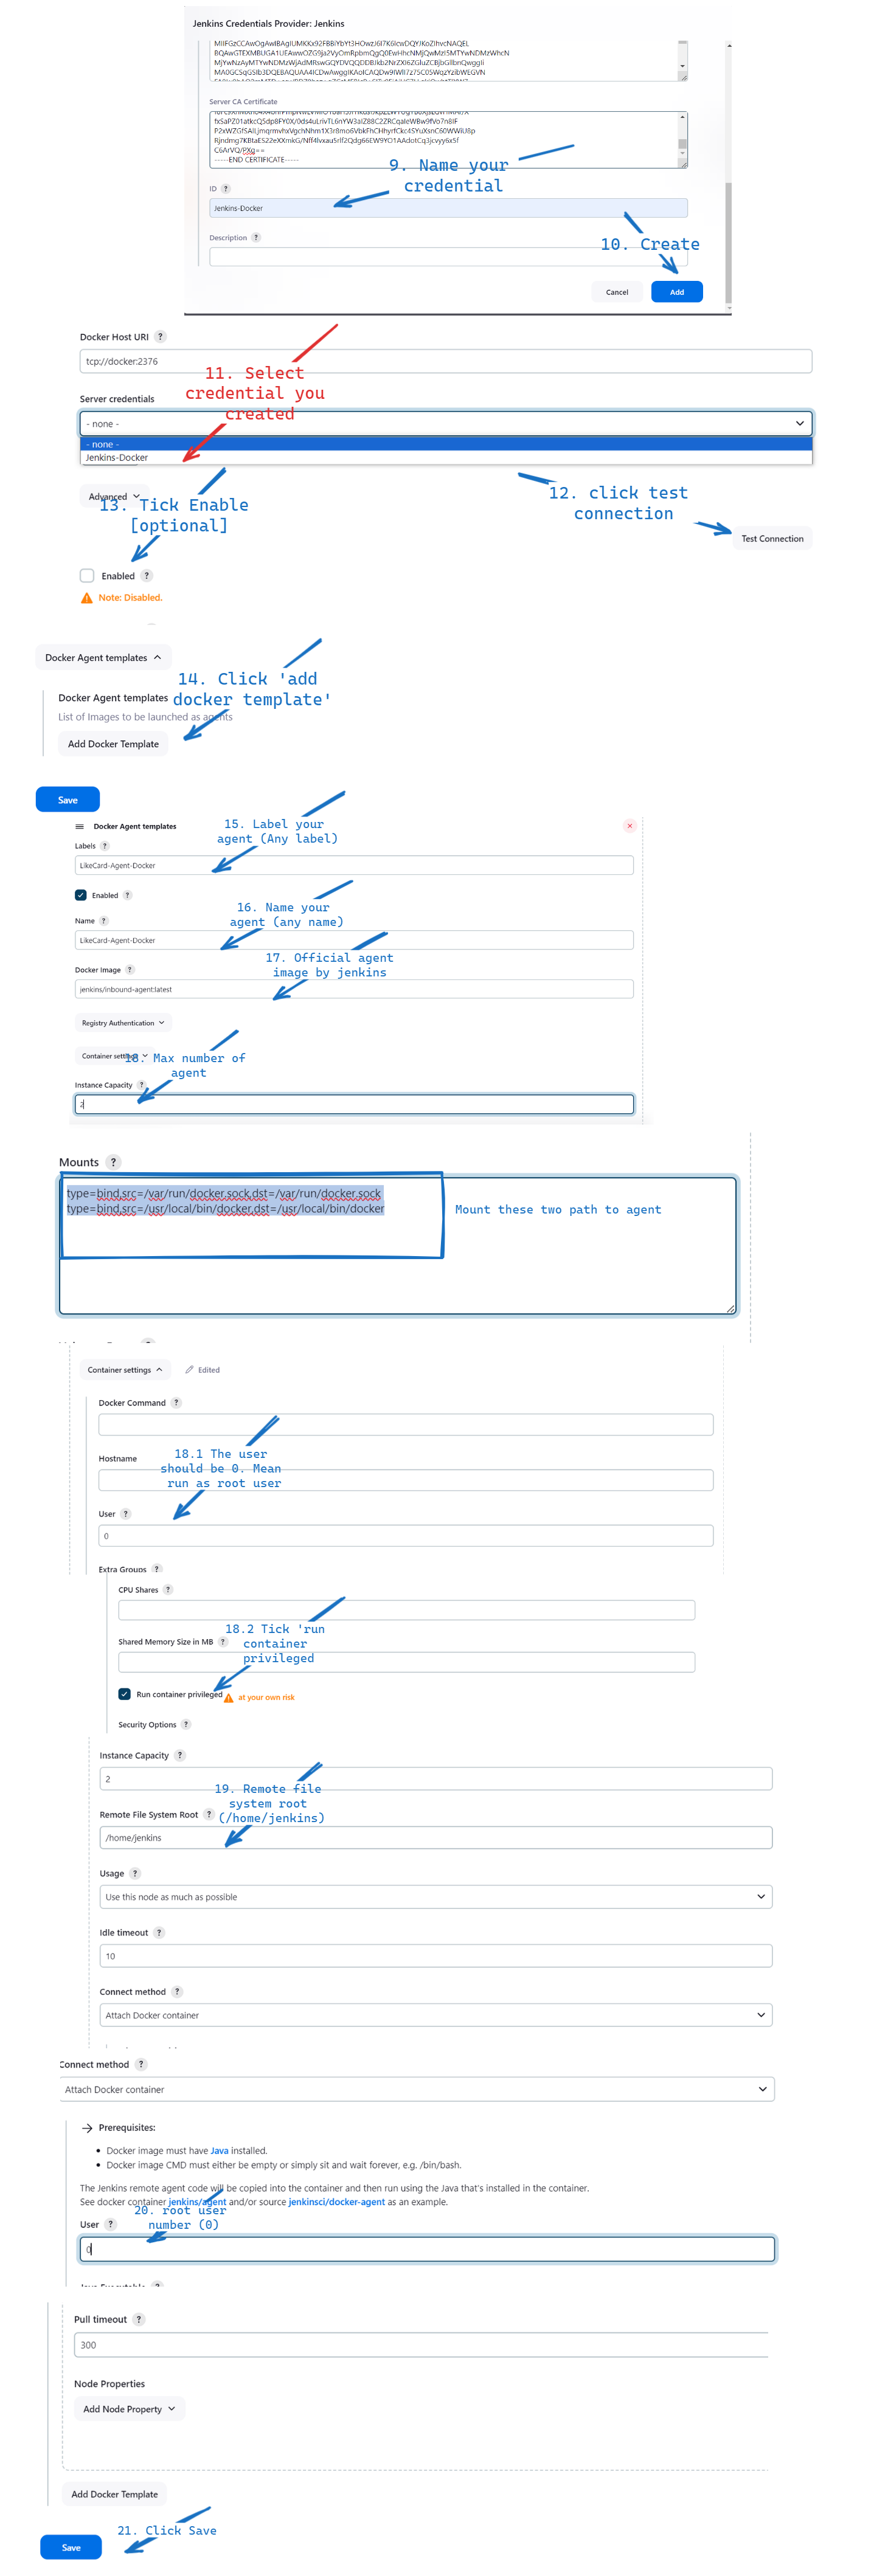 Jenkins Credentials Provider: Jenkins
Server CA Certificate
C6ArVQ/PXg==
-----END CERTIFICATE-----
9. Name your
credential
ID ?
Jenkins-Docker
Description ?
10. Create
Cancel
Add
Docker Host URI ?
tcp://docker:2376
11. Select
credential you
created
Server credentials
- none -
- none -
Jenkins-Docker
Advanced
13. Tick Enable
[optional]
12. click test
connection
Test Connection
Enabled ?
Note: Disabled.
Docker Agent templates
14. Click 'add
docker template'
Docker Agent templates
List of Images to be launched as agents
Add Docker Template
Save
Docker Agent templates
15. Label your
agent (Any label)
Labels ?
LikeCard-Agent-Docker
Enabled ?
16. Name your
agent (any name)
Name ?
LikeCard-Agent-Docker
17. Official agent
image by jenkins
Docker Image ?
jenkins/inbound-agent:latest
Registry Authentication
Container settings
18. Max number of
agent
Instance Capacity ?
2
Mounts ?
type=bind,src=/var/run/docker.sock,dst=/var/run/docker.sock
type=bind,src=/usr/local/bin/docker,dst=/usr/local/bin/docker
Mount these two path to agent
Container settings
Edited
Docker Command ?
18.1 The user
should be 0. Mean
run as root user
Hostname
User ?
0
Extra Groups ?
CPU Shares ?
18.2 Tick 'run
container
privileged
Shared Memory Size in MB ?
Run container privileged
at your own risk
Security Options ?
Instance Capacity ?
2
19. Remote file
system root
(/home/jenkins)
Remote File System Root ?
/home/jenkins
Usage ?
Use this node as much as possible
Idle timeout ?
10
Connect method ?
Attach Docker container
Connect method ?
Attach Docker container
Prerequisites:
• Docker image must have Java installed.
• Docker image CMD must either be empty or simply sit and wait forever, e.g. /bin/bash.
The Jenkins remote agent code will be copied into the container and then run using the Java that's installed in the container.
See docker container jenkins/agent and/or source jenkinsci/docker-agent as an example.
20. root user
number (0)
User ?
0
Pull timeout ?
300
Node Properties
Add Node Property
Add Docker Template
21. Click Save
Save